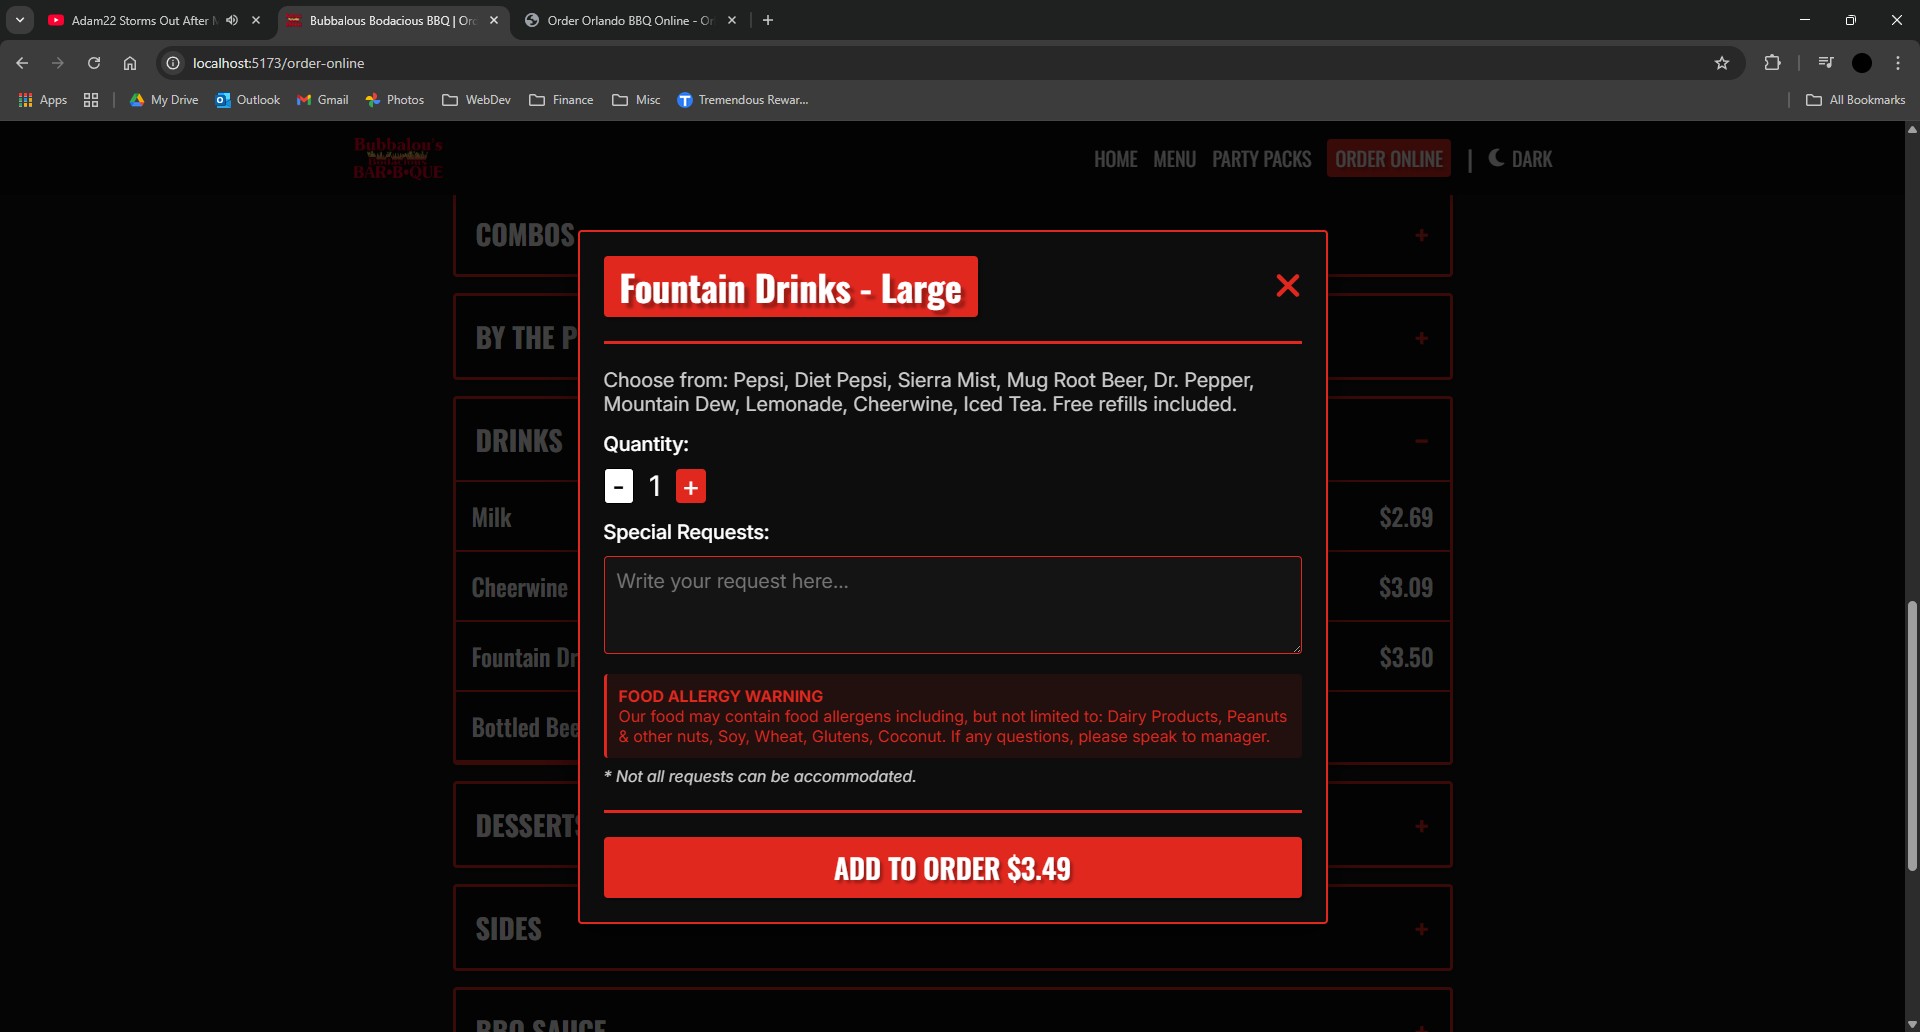 Adam22 Storms Out After
Bubbalous Bodacious BBQ | Or
Order Orlando BBQ Online - Or
localhost:5173/order-online
Apps
My Drive
Outlook
Gmail
Photos
WebDev
Finance
Misc
Tremendous Rewar...
All Bookmarks
Bubbalou's
Bodacious
BAR•B•QUE
HOME
MENU
PARTY PACKS
ORDER ONLINE
|
DARK
COMBOS
+
Fountain Drinks - Large
BY THE P
+
Choose from: Pepsi, Diet Pepsi, Sierra Mist, Mug Root Beer, Dr. Pepper,
Mountain Dew, Lemonade, Cheerwine, Iced Tea. Free refills included.
DRINKS
−
Quantity:
- 1 +
Milk
$2.69
Special Requests:
Write your request here...
Cheerwine
$3.09
Fountain Dr
$3.50
FOOD ALLERGY WARNING
Our food may contain food allergens including, but not limited to: Dairy Products, Peanuts
& other nuts, Soy, Wheat, Glutens, Coconut. If any questions, please speak to manager.
Bottled Bee
* Not all requests can be accommodated.
DESSERTS
+
ADD TO ORDER $3.49
SIDES
+
BBQ SAUCE